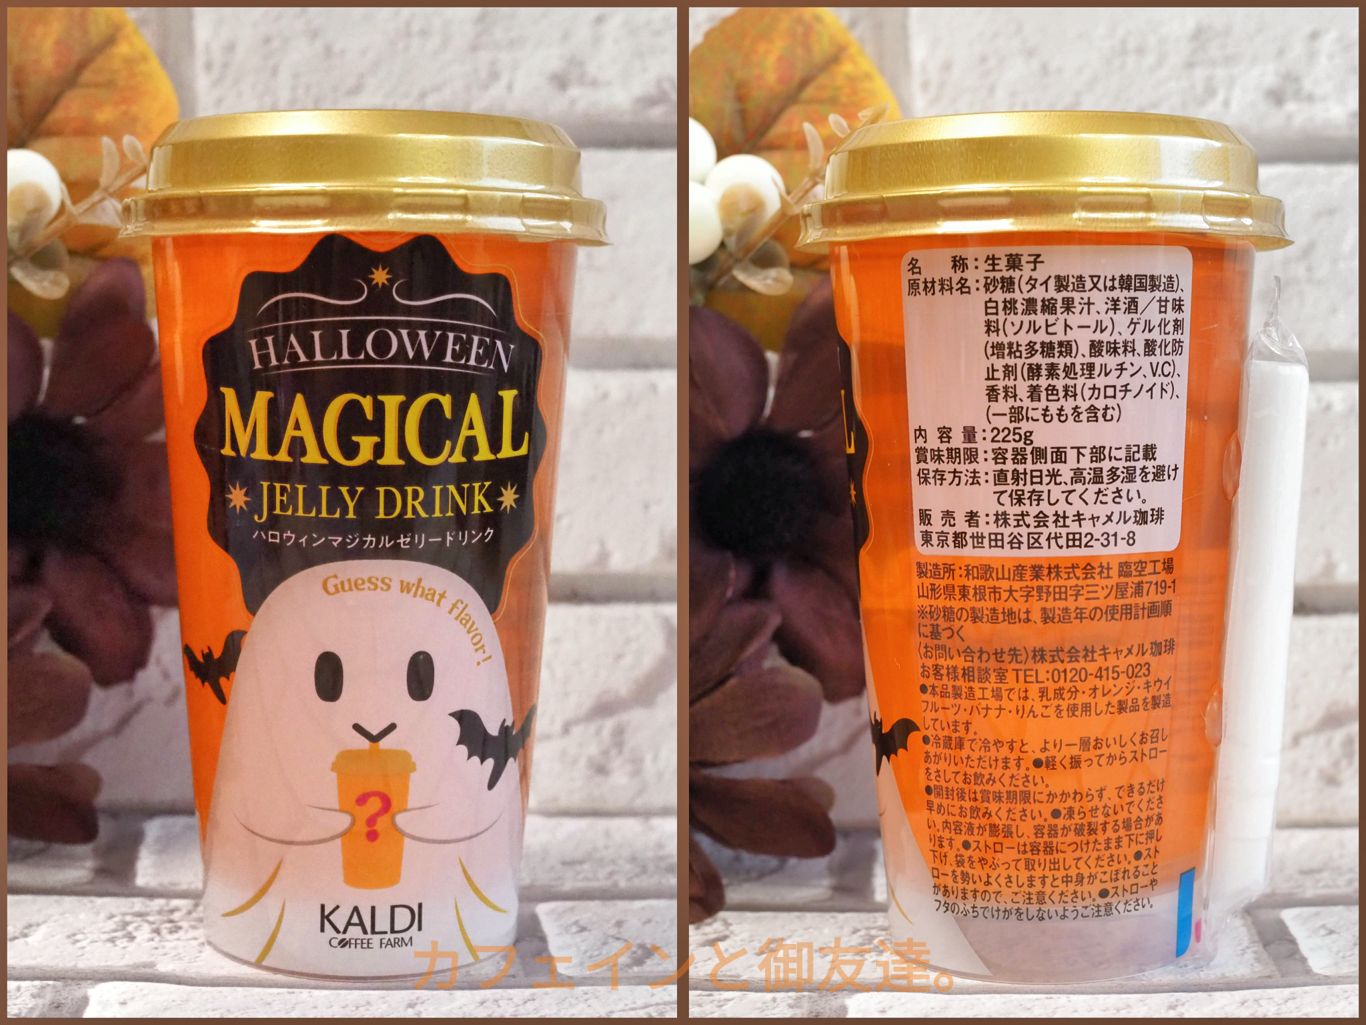 HALLOWEEN
MAGICAL
JELLY DRINK
ハロウィンマジカルゼリードリンク
Guess what flavor!
?
KALDI
COFFEE FARM
名　称：生菓子
原材料名：砂糖（タイ製造又は韓国製造）、
白桃濃縮果汁、洋酒／甘味
料（ソルビトール）、ゲル化剤
（増粘多糖類）、酸味料、酸化防
止剤（酵素処理ルチン、V.C）、
香料、着色料（カロチノイド）、
（一部にももを含む）
内容量：225g
賞味期限：容器側面下部に記載
保存方法：直射日光、高温多湿を避け
て保存してください。
販売者：株式会社キャメル珈琲
東京都世田谷区代田2-31-8
製造所：和歌山産業株式会社 臨空工場
山形県東根市大字野田字三ツ屋浦719-1
※砂糖の製造地は、製造年の使用計画順
に基づく
〈お問い合わせ先〉株式会社キャメル珈琲
お客様相談室 TEL:0120-415-023
●本品製造工場では、乳成分・オレンジ・キウイ
フルーツ・バナナ・りんごを使用した製品を製造
しています。
●冷蔵庫で冷やすと、より一層おいしくお召し
あがりいただけます。●軽く振ってからストロー
をさしてお飲みください。
●開封後は賞味期限にかかわらず、できるだけ
早めにお飲みください。●凍らせないでくださ
い。内容液が膨張し、容器が破裂する場合があ
ります。●ストローは容器につけたまま下に押し
下げ、袋をやぶって取り出してください。●スト
ローを勢いよくさしますと中身がこぼれること
がありますので、ご注意ください。●ストローや
フタのふちでけがをしないようご注意ください。
カフェインと御友達。